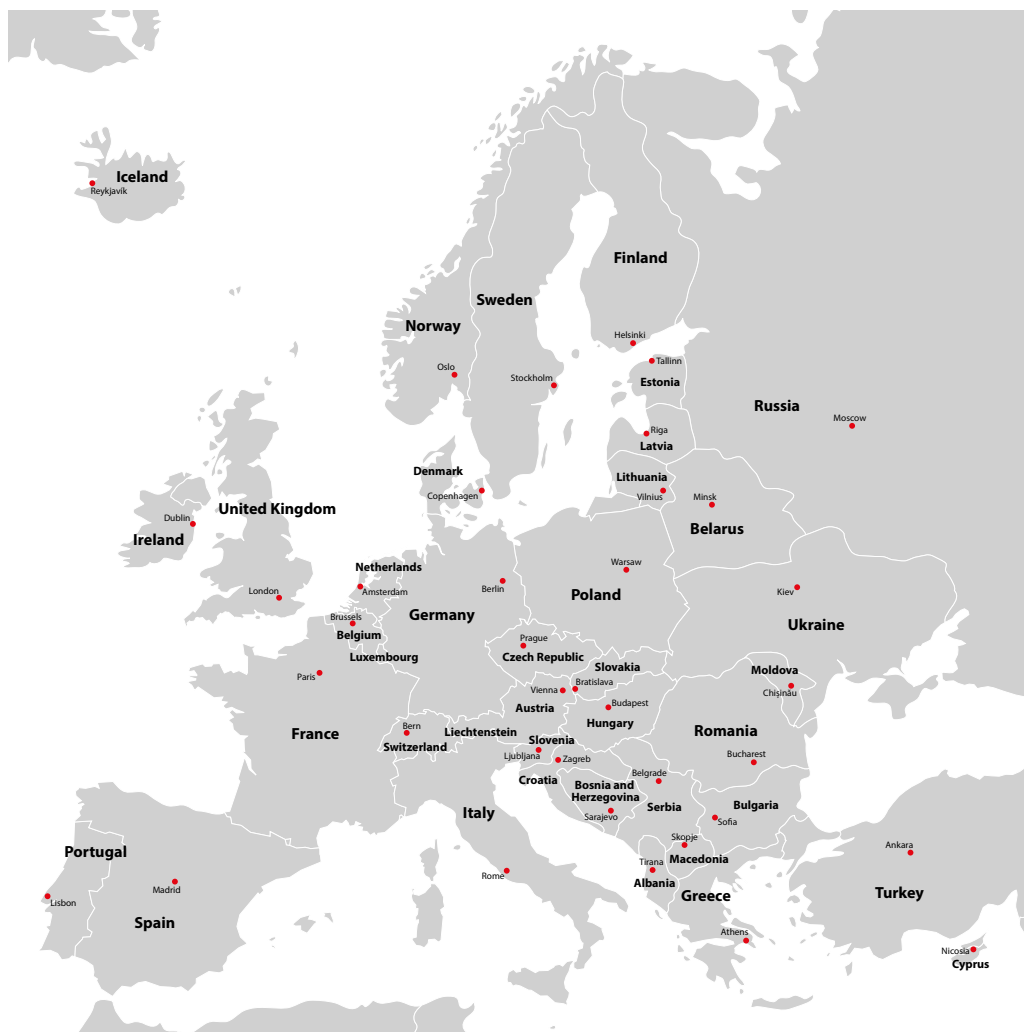 Iceland
Reykjavík
Finland
Sweden
Norway
Helsinki
Tallinn
Oslo
Stockholm
Estonia
Russia
Moscow
Riga
Latvia
Denmark
Lithuania
Copenhagen
Vilnius
Minsk
United Kingdom
Dublin
Belarus
Ireland
Netherlands
Warsaw
London
Amsterdam
Berlin
Poland
Kiev
Brussels
Germany
Ukraine
Belgium
Prague
Luxembourg
Czech Republic
Slovakia
Moldova
Paris
Vienna
Bratislava
Chișinău
Austria
Budapest
Bern
Hungary
France
Switzerland
Liechtenstein
Slovenia
Romania
Ljubljana
Zagreb
Bucharest
Croatia
Belgrade
Bosnia and
Herzegovina
Serbia
Bulgaria
Italy
Sarajevo
Sofia
Skopje
Ankara
Portugal
Tirana
Macedonia
Rome
Albania
Madrid
Greece
Turkey
Lisbon
Spain
Athens
Nicosia
Cyprus